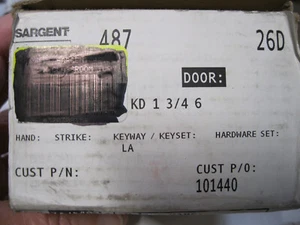 SARGENT 487 26D
DOOR:
KD 1 3/4 6
HAND: STRIKE: KEYWAY / KEYSET: HARDWARE SET:
LA
CUST P/N: CUST P/O:
101440